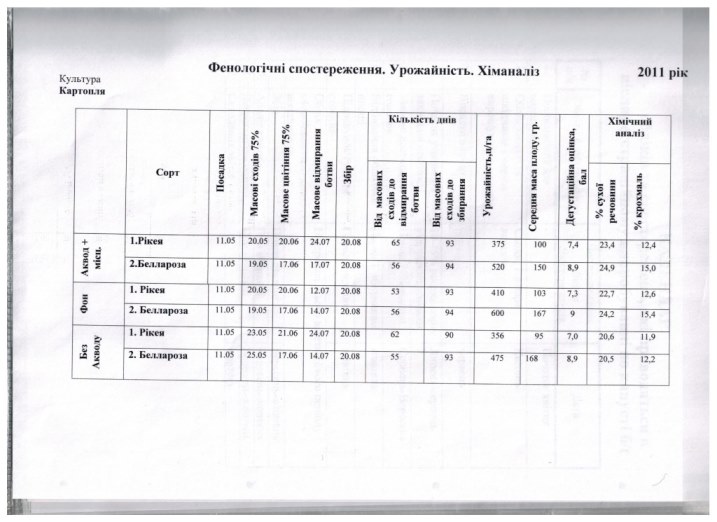 Фенологічні спостереження. Урожайність. Хіманаліз
2011 рік
Культура
Картопля
Сорт
Посадка
Масові сходів 75%
Масове цвітіння 75%
Масове відмирання ботви
Збір
Кількість днів
Від масових сходів до відмирання ботви
Від масових сходів до збирання
Урожайність,ц/га
Середня маса плоду, гр.
Дегустаційна оцінка, бал
Хімічний аналіз
% сухої речовини
% крохмаль
Аквод + місц.
1.Рікея 11.05 20.05 20.06 24.07 20.08 65 93 375 100 7,4 23,4 12,4
2.Беллароза 11.05 19.05 17.06 17.07 20.08 56 94 520 150 8,9 24,9 15,0
Фон
1. Рікея 11.05 20.05 20.06 12.07 20.08 53 93 410 103 7,3 22,7 12,6
2. Беллароза 11.05 19.05 17.06 14.07 20.08 56 94 600 167 9 24,2 15,4
Без Акводу
1. Рікея 11.05 23.05 21.06 24.07 20.08 62 90 356 95 7,0 20,6 11,9
2. Беллароза 11.05 25.05 17.06 14.07 20.08 55 93 475 168 8,9 20,5 12,2